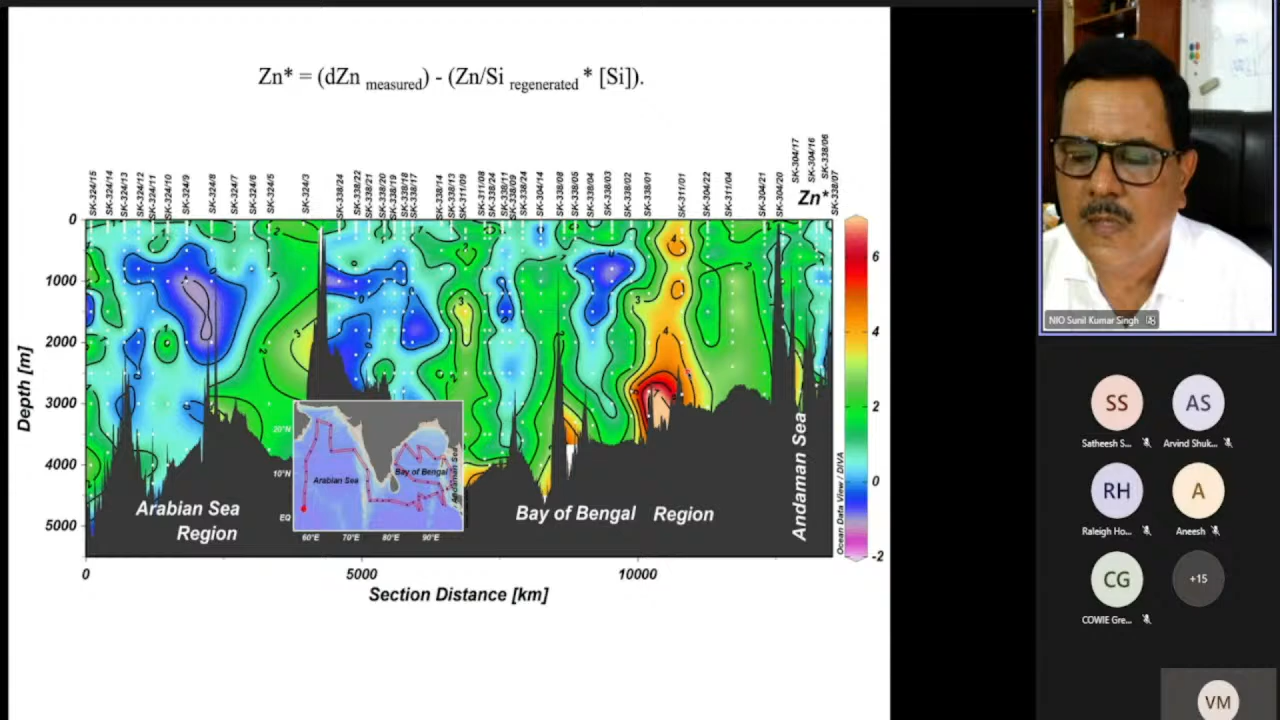 Zn* = (dZn measured) - (Zn/Si regenerated * [Si]).
SK-324/15
SK-324/14
SK-324/13
SK-324/12
SK-324/11
SK-324/10
SK-324/9
SK-324/8
SK-324/7
SK-324/6
SK-324/5
SK-324/3
SK-338/24
SK-338/22
SK-338/21
SK-338/20
SK-338/19
SK-338/18
SK-338/17
SK-338/14
SK-338/13
SK-311/09
SK-311/08
SK-338/24
SK-338/11
SK-338/09
SK-338/24
SK-304/14
SK-338/08
SK-338/05
SK-338/04
SK-338/03
SK-338/02
SK-338/01
SK-311/01
SK-304/22
SK-311/04
SK-304/21
SK-304/20
SK-304/17
SK-304/16
SK-338/06
SK-338/07
Zn*
0
1000
2000
3000
4000
5000
Depth [m]
6
4
2
0
-2
Ocean Data View / DIVA
20°N
10°N
EQ
60°E 70°E 80°E 90°E
Arabian Sea
Bay of Bengal
Andaman Sea
Arabian Sea
Region
Bay of Bengal Region
Andaman Sea
0 5000 10000
Section Distance [km]
NIO Sunil Kumar Singh
SS
Satheesh S...
AS
Arvind Shuk...
RH
Raleigh Ho...
A
Aneesh
CG
COWIE Gre...
+15
VM